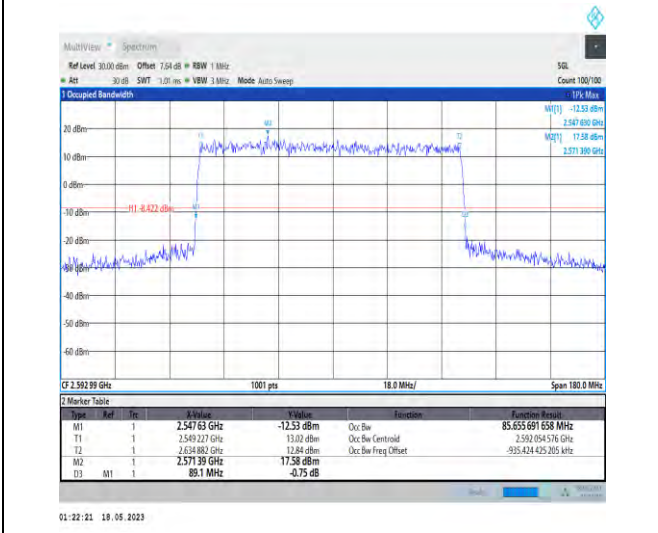 MultiView Spectrum
Ref Level 30.00 dBm Offset 7.64 dB RBW 1 MHz SGL
Att 30 dB SWT 1.01 ms VBW 3 MHz Mode Auto Sweep Count 100/100
1 Occupied Bandwidth 1Pk Max
M1[1] -12.53 dBm
2.547 630 GHz
M2[1] 17.58 dBm
2.571 390 GHz
M2
20 dBm
T1 T2
10 dBm
0 dBm
H1 -8.422 dBm
M1
-10 dBm
D3
-20 dBm
-30 dBm
-40 dBm
-50 dBm
-60 dBm
CF 2.592 99 GHz 1001 pts 18.0 MHz/ Span 180.0 MHz
2 Marker Table
Type Ref Trc X-Value Y-Value Function Function Result
M1 1 2.547 63 GHz -12.53 dBm Occ Bw 85.655 691 658 MHz
T1 1 2.549 227 GHz 13.02 dBm Occ Bw Centroid 2.592 054 576 GHz
T2 1 2.634 882 GHz 12.84 dBm Occ Bw Freq Offset -935.424 425 205 kHz
M2 1 2.571 39 GHz 17.58 dBm
D3 M1 1 89.1 MHz -0.75 dB
01:22:21 18.05.2023